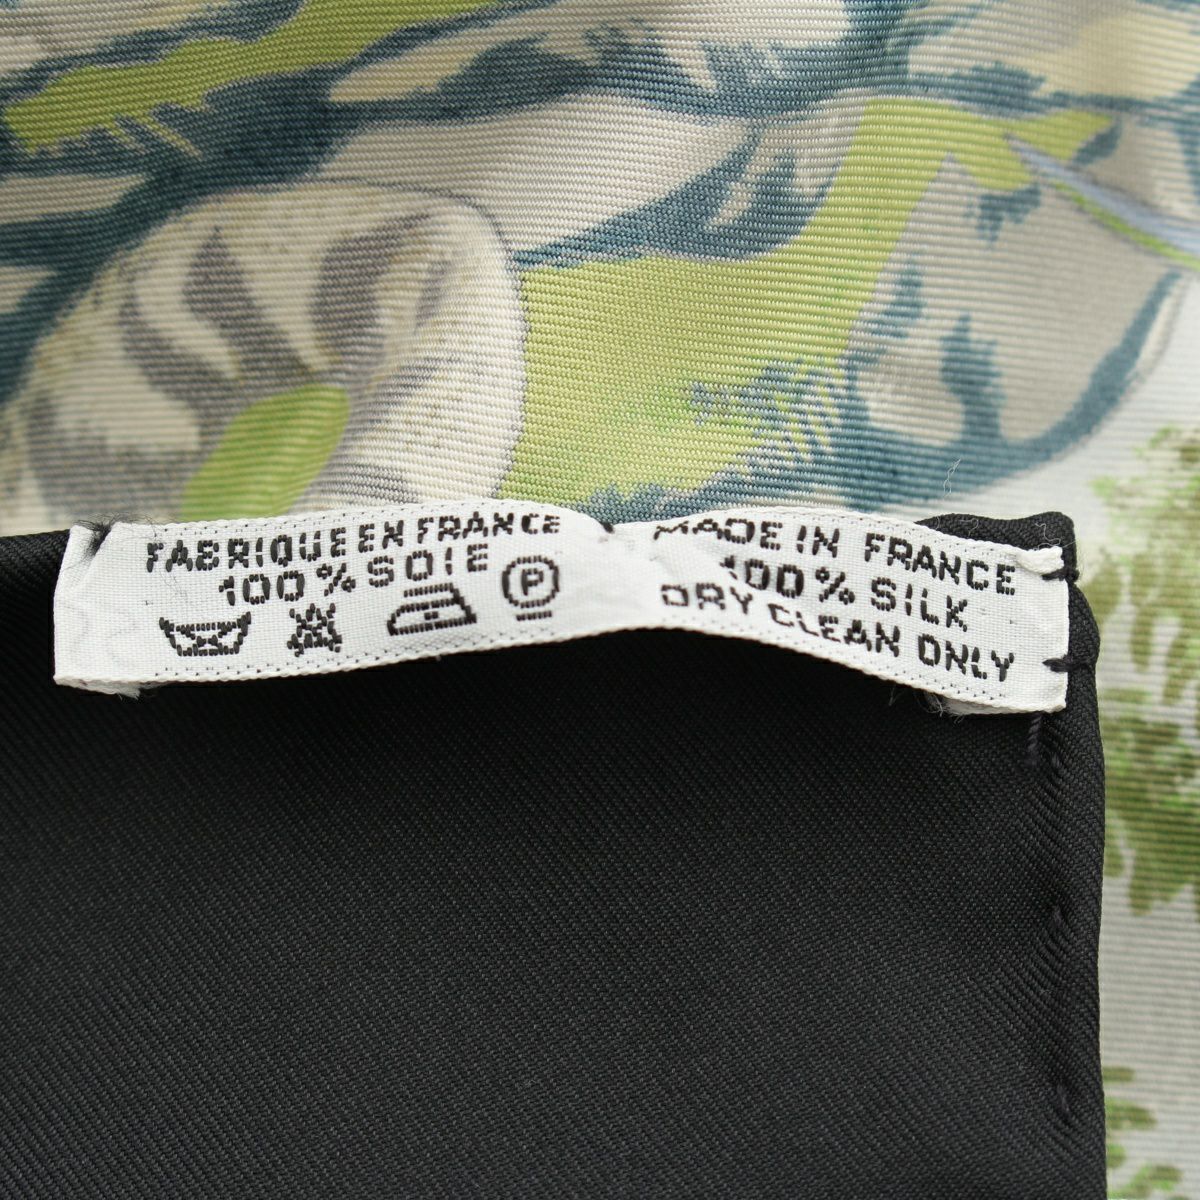 FABRIQUE EN FRANCE
100% SOIE
P
MADE IN FRANCE
100% SILK
DRY CLEAN ONLY